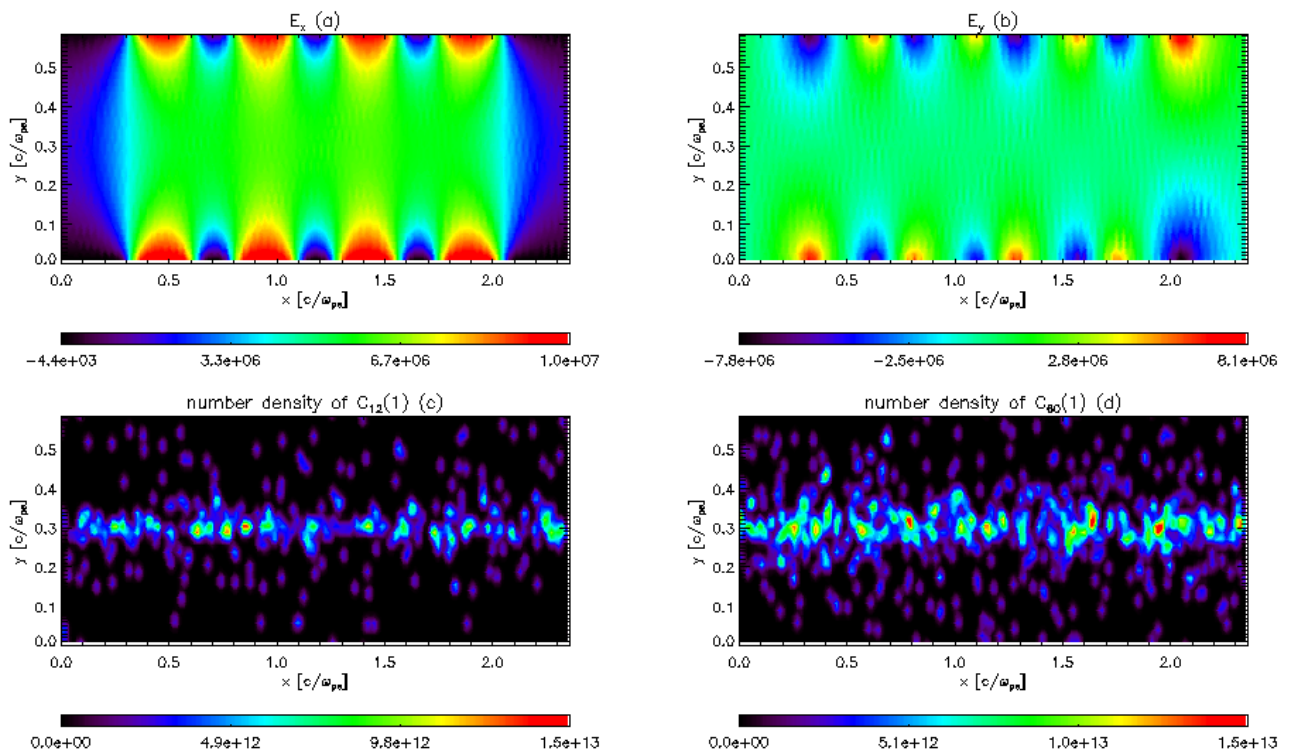 E_x (a)
E_y (b)
0.5
0.4
0.3
0.2
0.1
0.0
y [c/ω_pe]
0.0 0.5 1.0 1.5 2.0
x [c/ω_pe]
0.5
0.4
0.3
0.2
0.1
0.0
y [c/ω_pe]
0.0 0.5 1.0 1.5 2.0
x [c/ω_pe]
−4.4e+03 3.3e+06 6.7e+06 1.0e+07
−7.8e+06 −2.5e+06 2.8e+06 8.1e+06
number density of C_12(1) (c)
number density of C_60(1) (d)
0.5
0.4
0.3
0.2
0.1
0.0
y [c/ω_pe]
0.0 0.5 1.0 1.5 2.0
x [c/ω_pe]
0.5
0.4
0.3
0.2
0.1
0.0
y [c/ω_pe]
0.0 0.5 1.0 1.5 2.0
x [c/ω_pe]
0.0e+00 4.9e+12 9.8e+12 1.5e+13
0.0e+00 5.1e+12 1.0e+13 1.5e+13